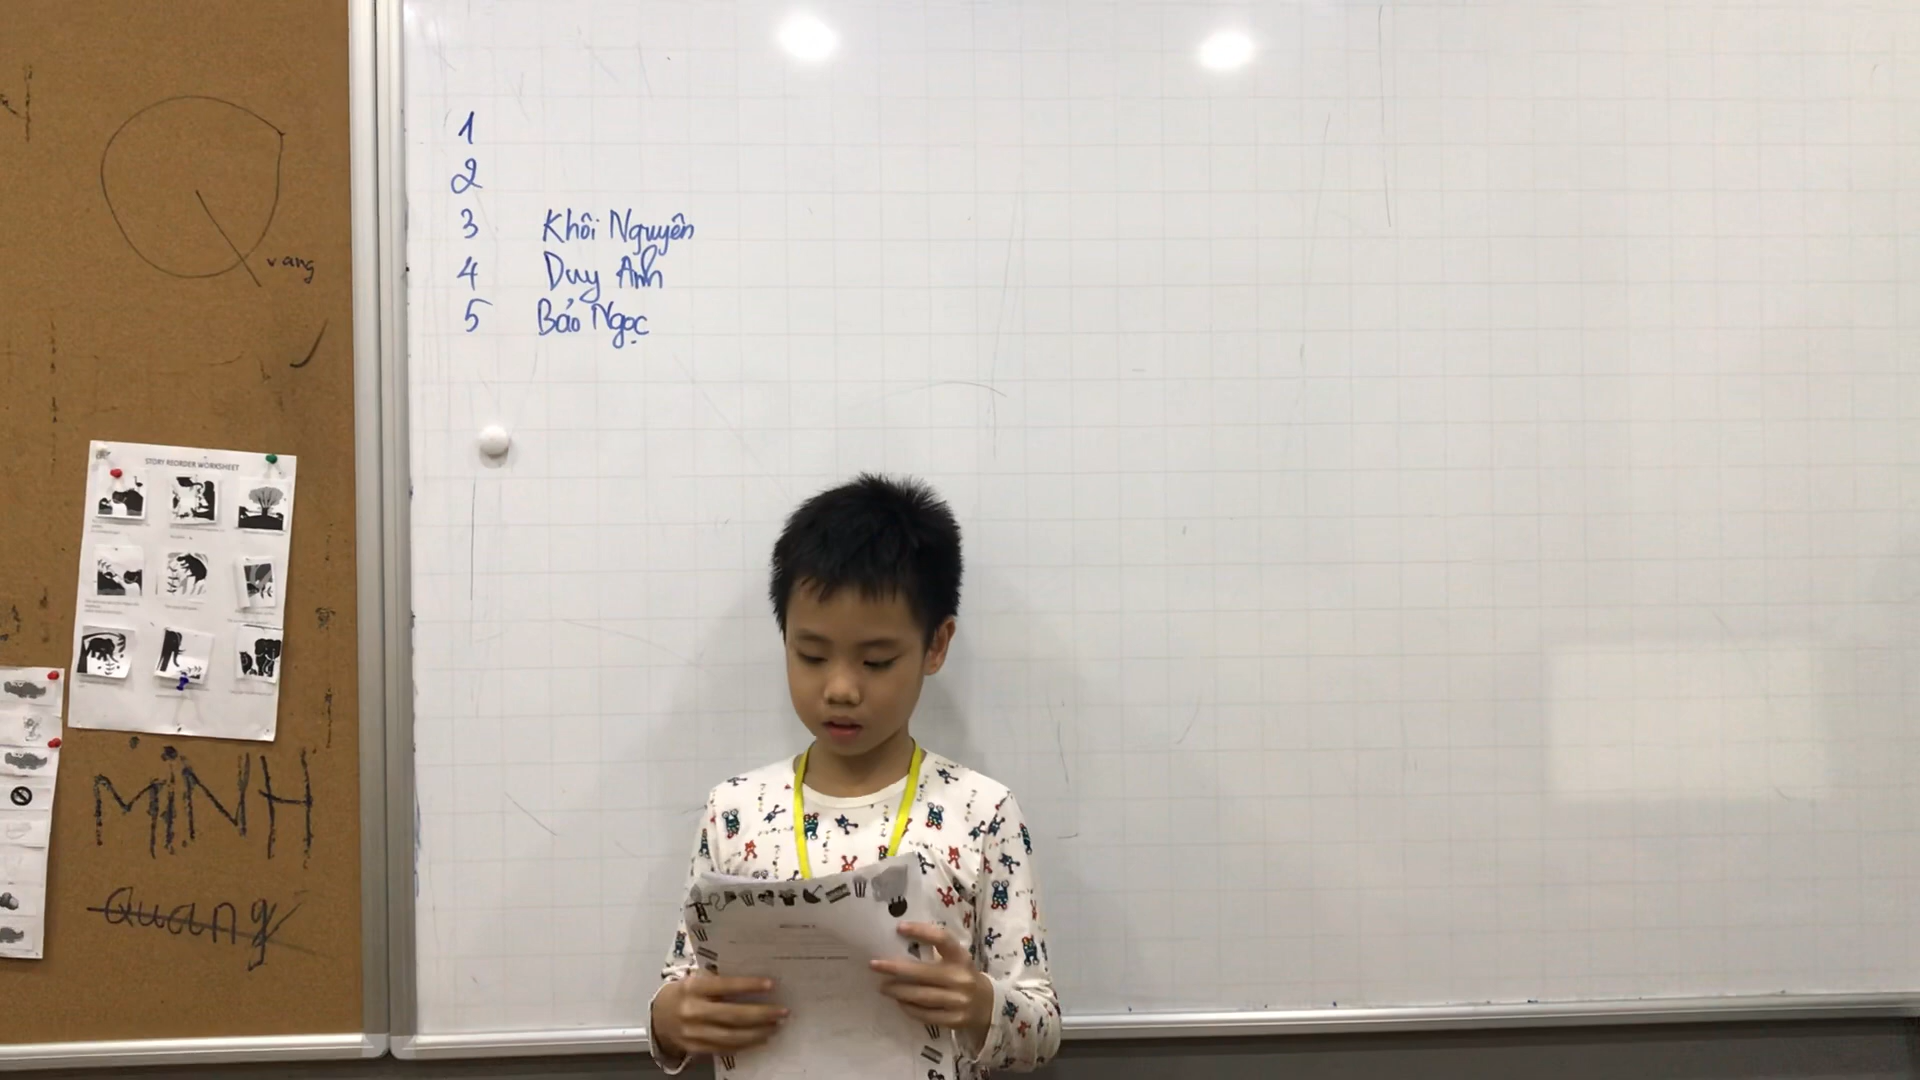 Q
vang
STORY REORDER WORKSHEET
MiNH
Quang
1
2
3 Khôi Nguyên
4 Duy Anh
5 Bảo Ngọc